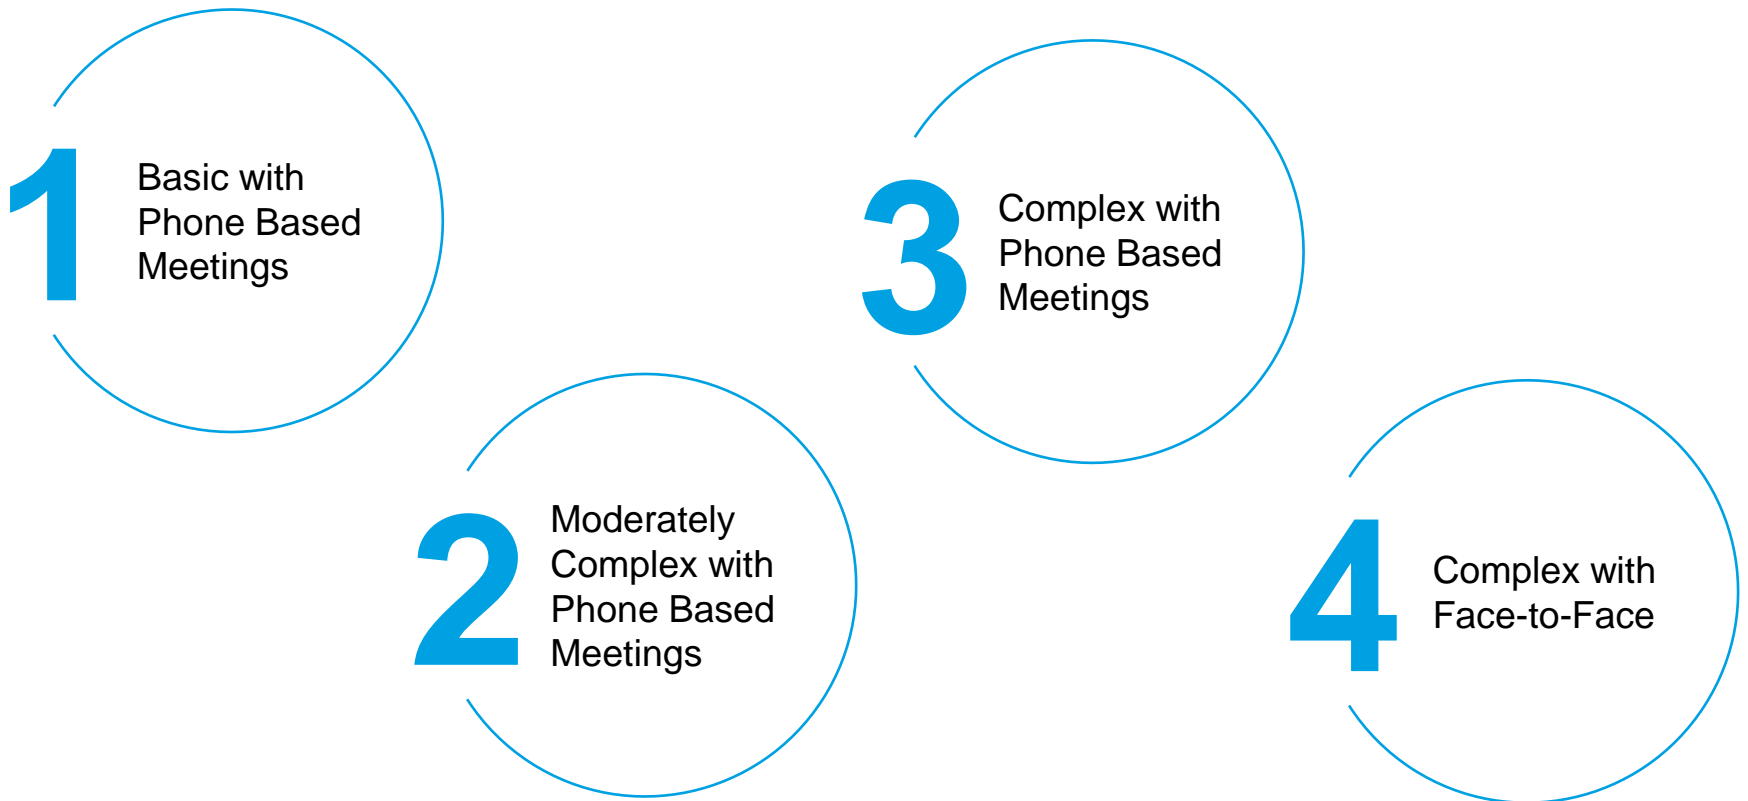 1
Basic with
Phone Based
Meetings
2
Moderately
Complex with
Phone Based
Meetings
3
Complex with
Phone Based
Meetings
4
Complex with
Face-to-Face